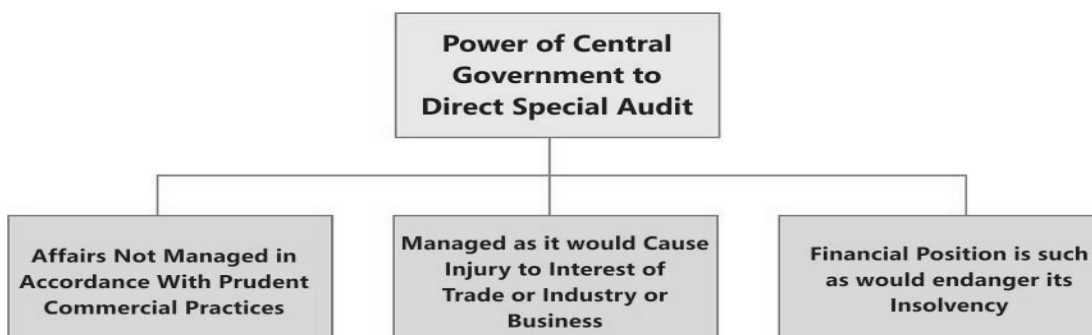 Power of Central
Government to
Direct Special Audit
Affairs Not Managed in
Accordance With Prudent
Commercial Practices
Managed as it would Cause
Injury to Interest of
Trade or Industry or
Business
Financial Position is such
as would endanger its
Insolvency